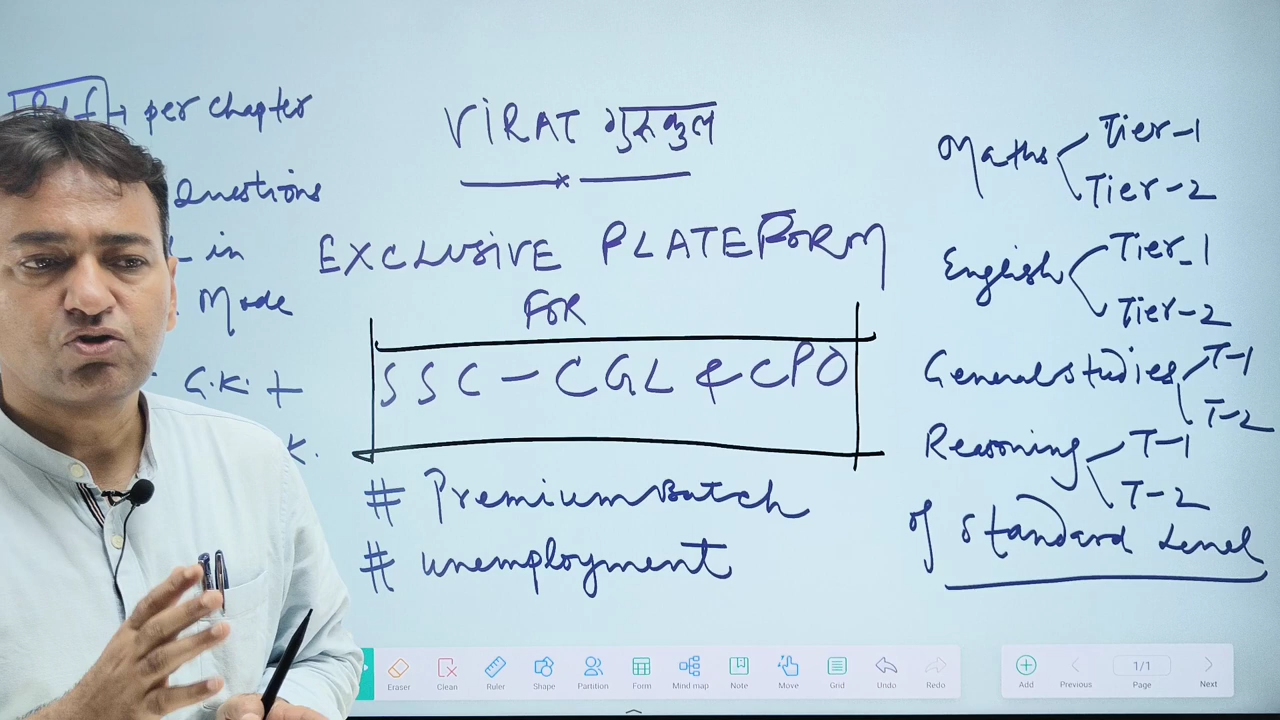 Pdf → per chapter
Questions
in
Mode
G.K. +
K.
VIRAT गुरुकुल
EXCLUSIVE PLATEFORM
FOR
SSC - CGL & CPO
# Premium Batch
# unemployment
Maths Tier-1
Tier-2
English Tier-1
Tier-2
General studies T-1
T-2
Reasoning T-1
T-2
of standard Level
Eraser Clean Ruler Shape Partition Form Mind map Note Move Grid Undo Redo
Add Previous 1/1 Page Next